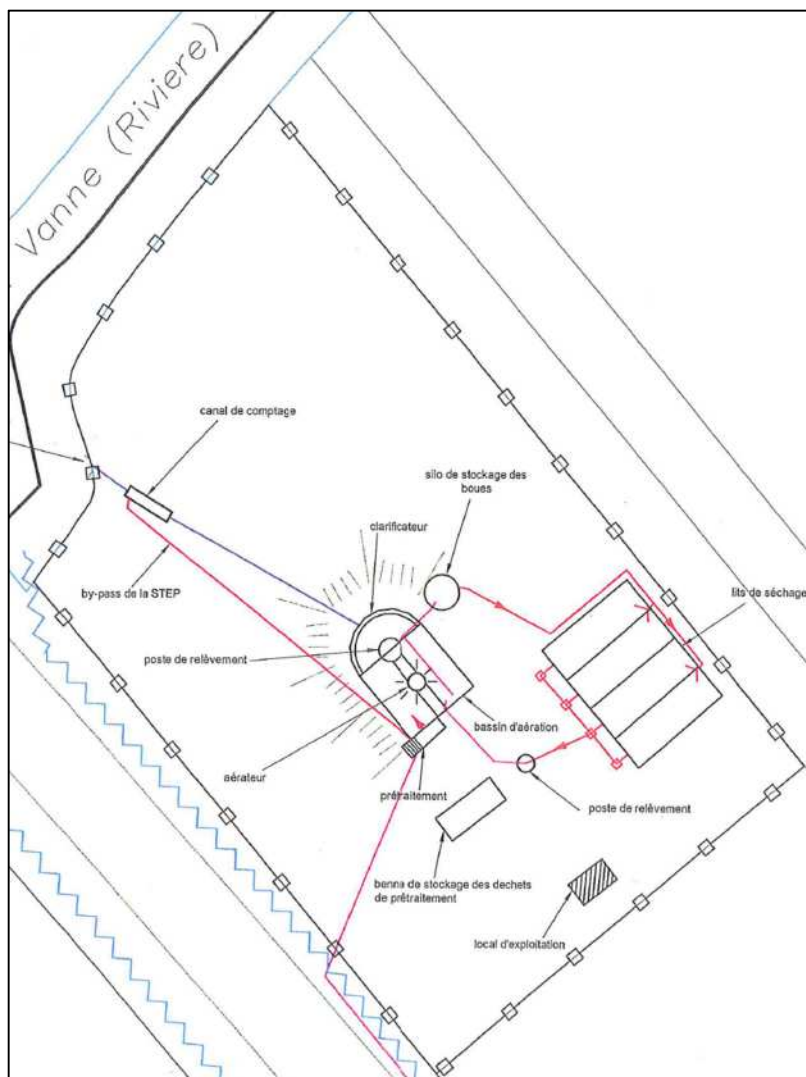 Vanne (Riviere)
canal de comptage
silo de stockage des
boues
clarificateur
by-pass de la STEP
lits de séchage
poste de relèvement
bassin d'aération
aérateur
prétraitement
poste de relèvement
benne de stockage des dechets
de prétraitement
local d'exploitation